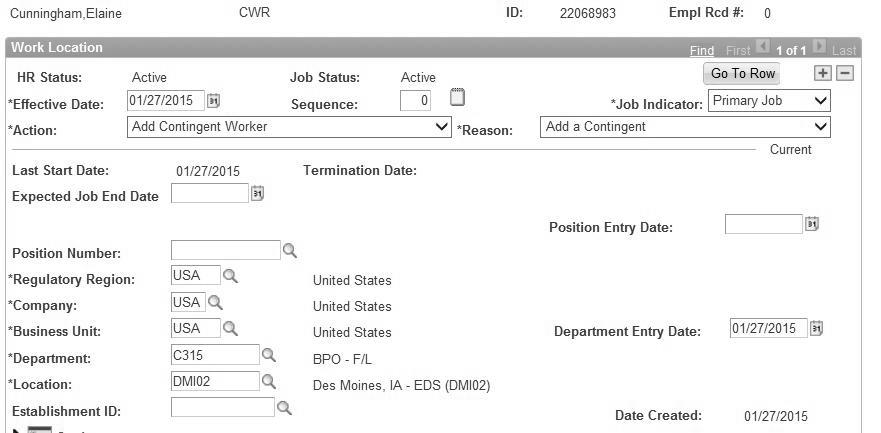 Cunningham,Elaine CWR ID: 22068983 Empl Rcd #: 0
Work Location Find First 1 of 1 Last
HR Status: Active Job Status: Active Go To Row
*Effective Date: 01/27/2015 31 Sequence: 0 *Job Indicator: Primary Job
*Action: Add Contingent Worker *Reason: Add a Contingent
Current
Last Start Date: 01/27/2015 Termination Date:
Expected Job End Date 31
Position Entry Date: 31
Position Number:
*Regulatory Region: USA United States
*Company: USA United States
*Business Unit: USA United States Department Entry Date: 01/27/2015 31
*Department: C315 BPO - F/L
*Location: DMI02 Des Moines, IA - EDS (DMI02)
Establishment ID: Date Created: 01/27/2015